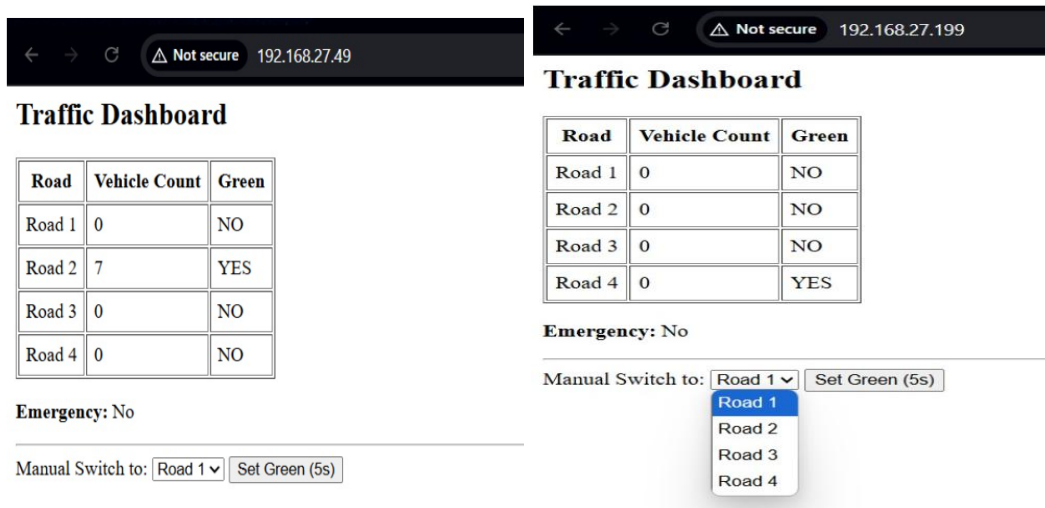 Not secure 192.168.27.49
Traffic Dashboard
Road Vehicle Count Green
Road 1 0 NO
Road 2 7 YES
Road 3 0 NO
Road 4 0 NO
Emergency: No
Manual Switch to: Road 1 Set Green (5s)
Not secure 192.168.27.199
Traffic Dashboard
Road Vehicle Count Green
Road 1 0 NO
Road 2 0 NO
Road 3 0 NO
Road 4 0 YES
Emergency: No
Manual Switch to: Road 1 Set Green (5s)
Road 1
Road 2
Road 3
Road 4